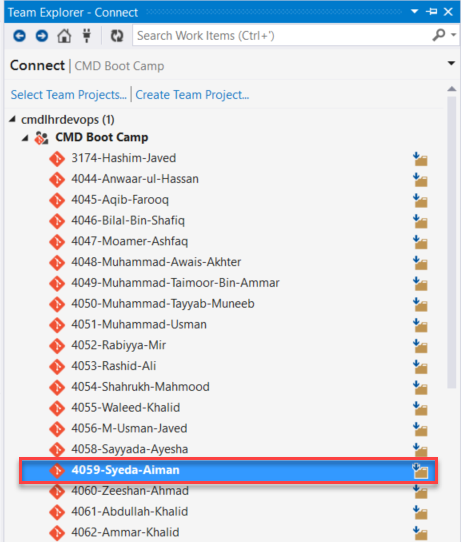 Team Explorer - Connect
Search Work Items (Ctrl+')
Connect | CMD Boot Camp
Select Team Projects... | Create Team Project...
cmdlhrdevops (1)
CMD Boot Camp
3174-Hashim-Javed
4044-Anwaar-ul-Hassan
4045-Aqib-Farooq
4046-Bilal-Bin-Shafiq
4047-Moamer-Ashfaq
4048-Muhammad-Awais-Akhter
4049-Muhammad-Taimoor-Bin-Ammar
4050-Muhammad-Tayyab-Muneeb
4051-Muhammad-Usman
4052-Rabiyya-Mir
4053-Rashid-Ali
4054-Shahrukh-Mahmood
4055-Waleed-Khalid
4056-M-Usman-Javed
4058-Sayyada-Ayesha
4059-Syeda-Aiman
4060-Zeeshan-Ahmad
4061-Abdullah-Khalid
4062-Ammar-Khalid